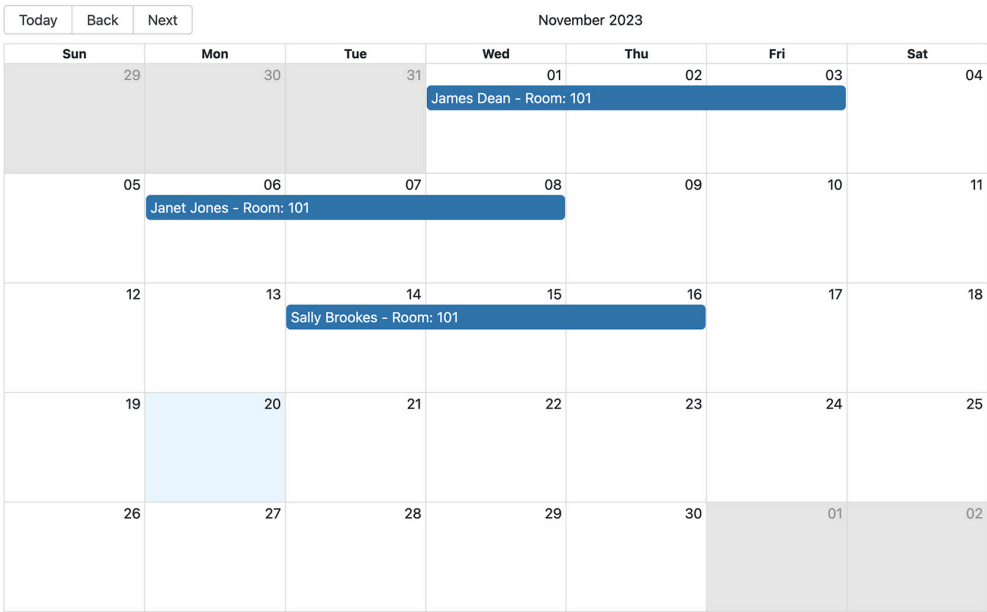 Today Back Next November 2023
Sun Mon Tue Wed Thu Fri Sat
29 30 31 01 02 03 04
James Dean - Room: 101
05 06 07 08 09 10 11
Janet Jones - Room: 101
12 13 14 15 16 17 18
Sally Brookes - Room: 101
19 20 21 22 23 24 25
26 27 28 29 30 01 02